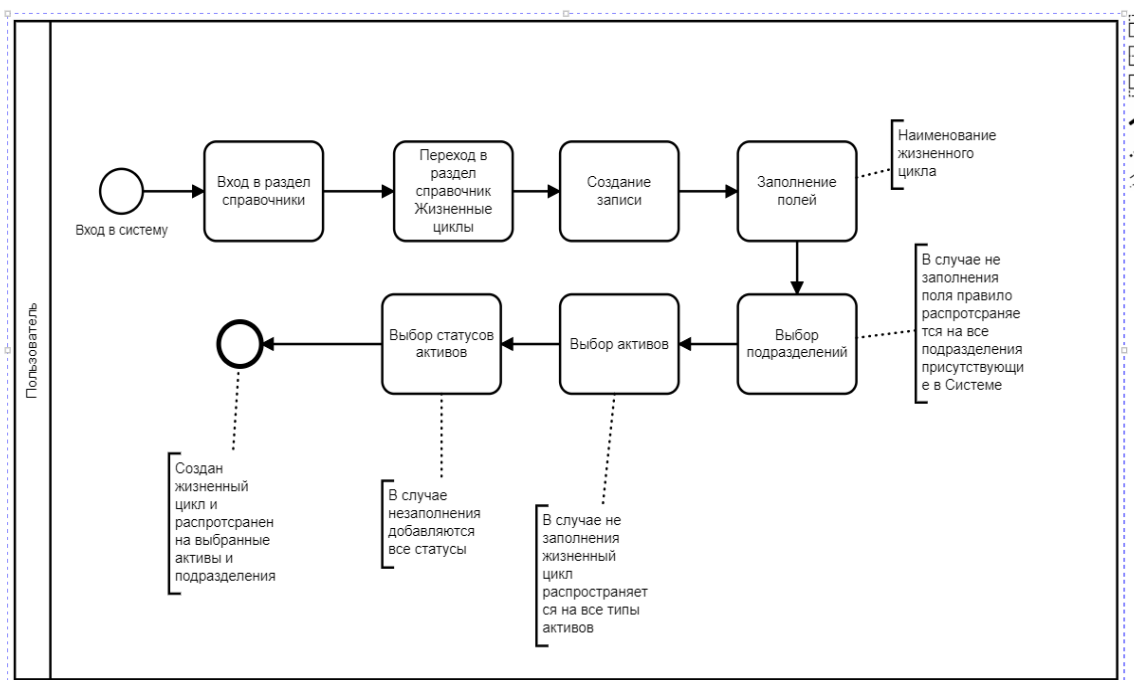 Пользователь
Вход в систему
Вход в раздел
справочники
Переход в
раздел
справочник
Жизненные
циклы
Создание
записи
Заполнение
полей
Наименование
жизненного
цикла
В случае не
заполнения
поля правило
распротсраняе
тся на все
подразделения
присутствующи
е в Системе
Выбор
подразделений
Выбор активов
Выбор статусов
активов
Создан
жизненный
цикл и
распротсранен
на выбранные
активы и
подразделения
В случае
незаполнения
добавляются
все статусы
В случае не
заполнения
жизненный
цикл
распространяет
ся на все типы
активов